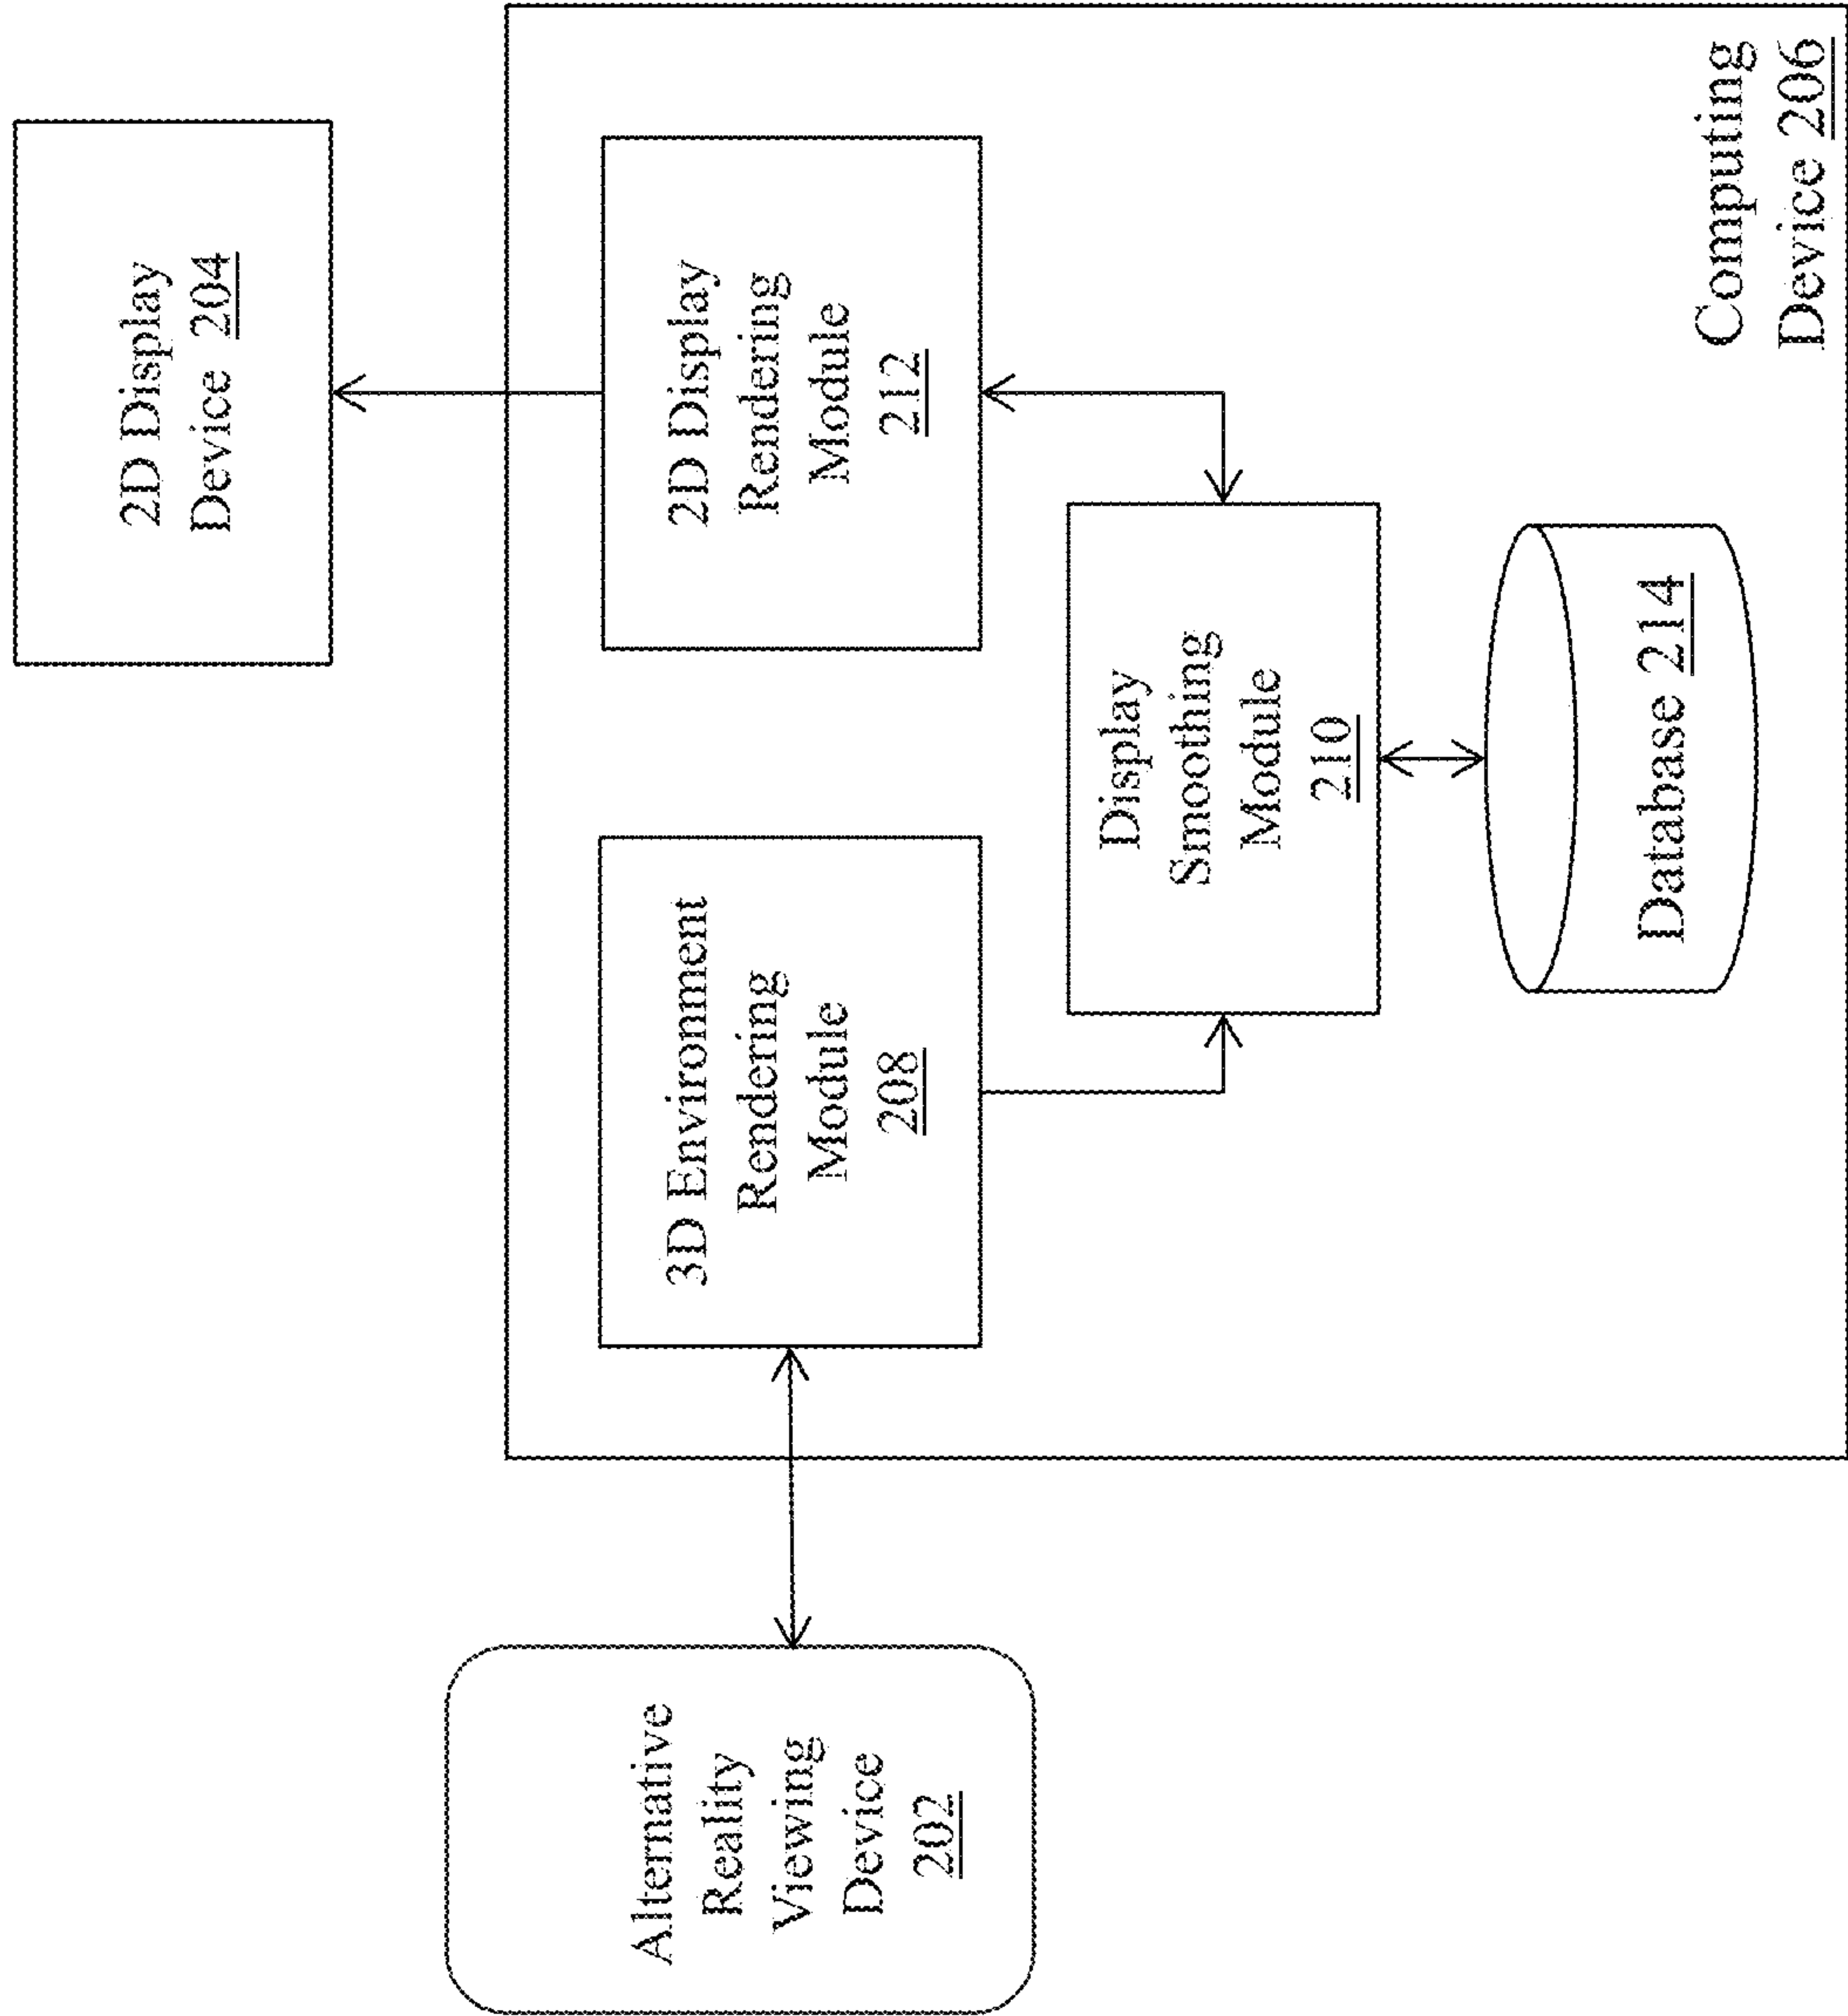 2D Display
Device 204
Alternative
Reality
Viewing
Device
202
3D Environment
Rendering
Module
208
2D Display
Rendering
Module
212
Display
Smoothing
Module
210
Database 214
Computing
Device 206